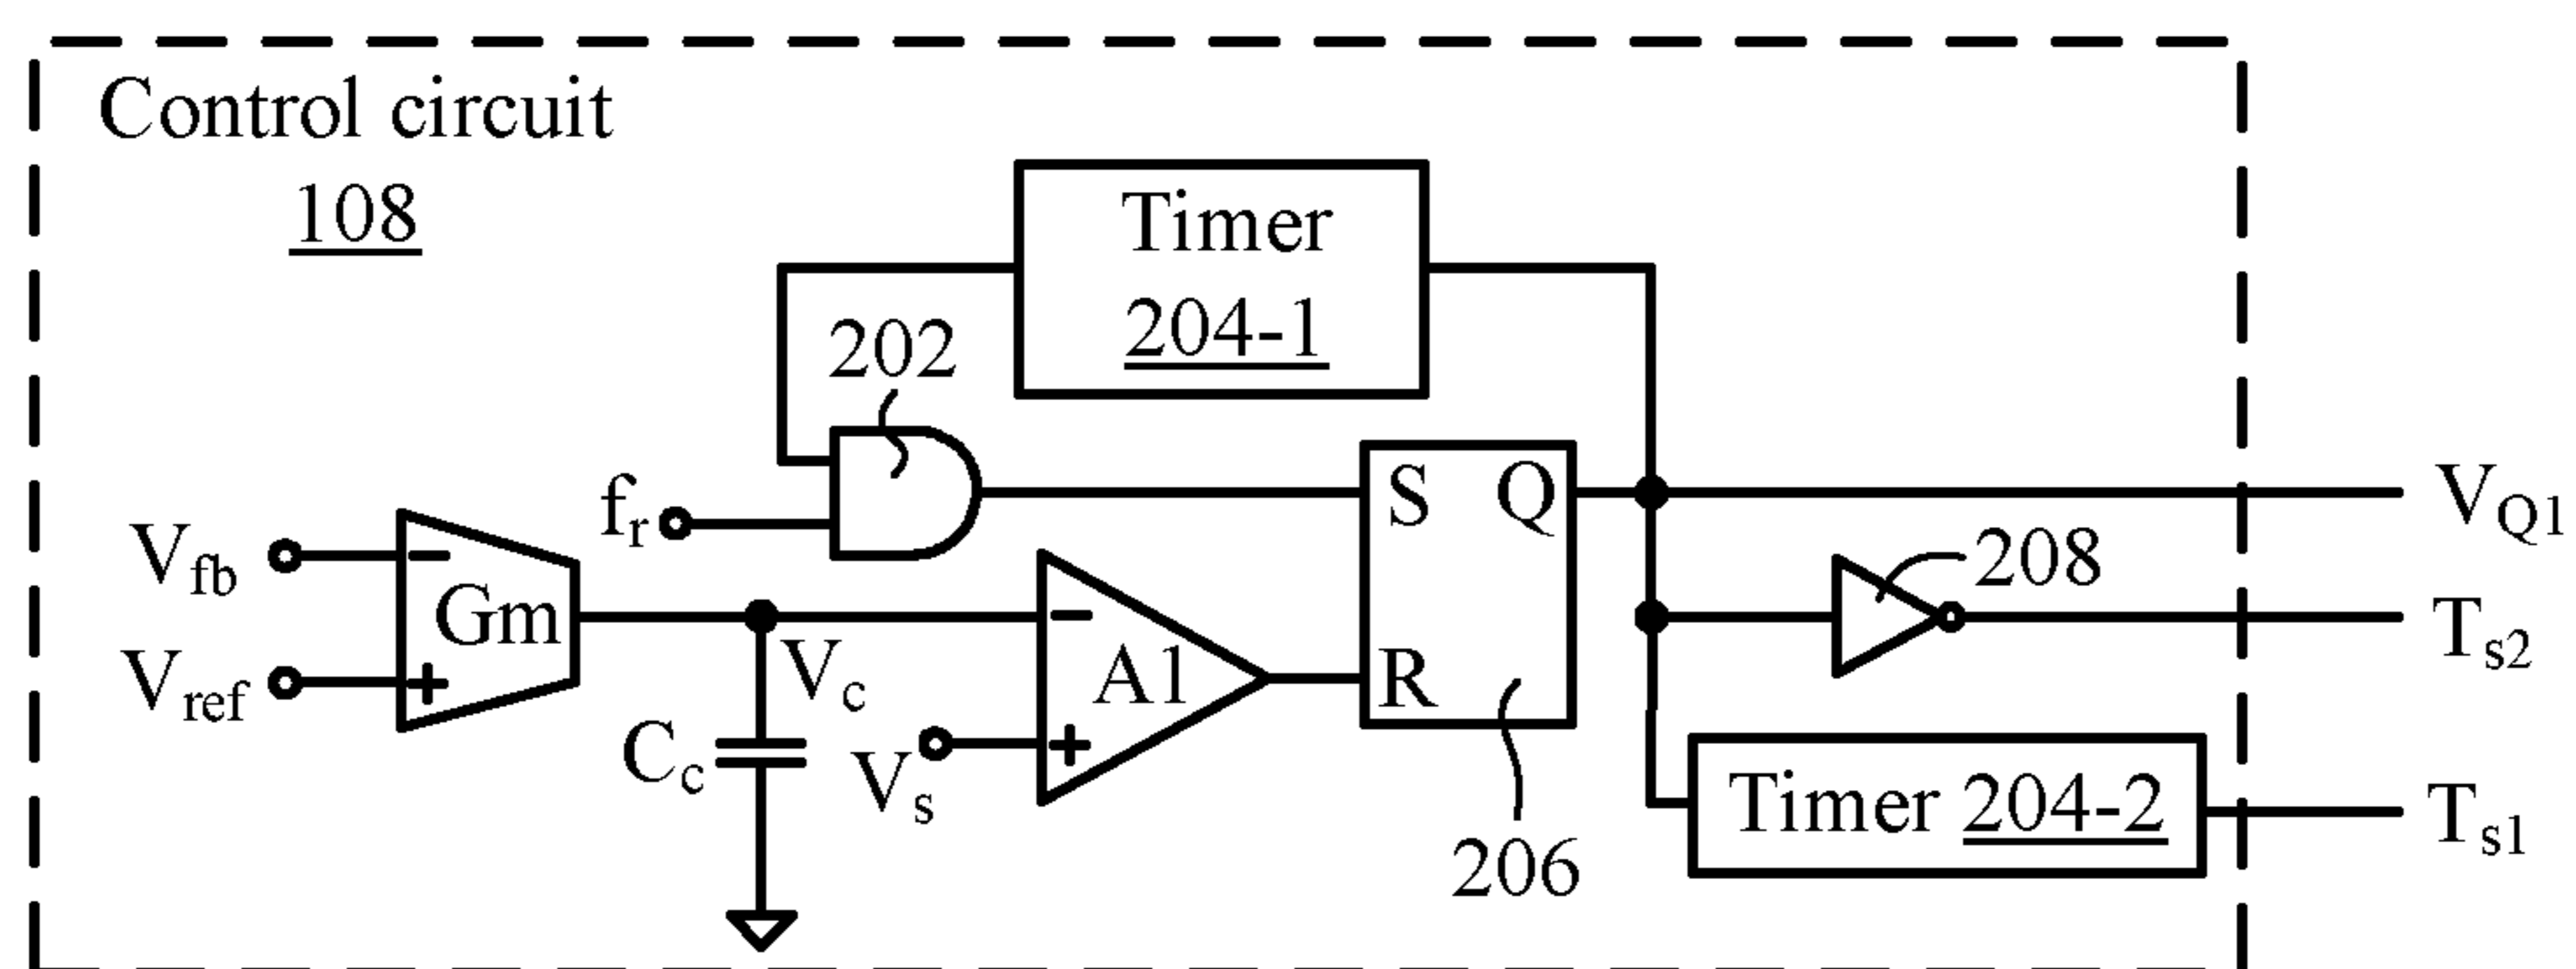 Control circuit
108
Timer
204-1
202
fr
S Q
VQ1
Vfb
Gm
208
Vref
Vc
A1
R
Ts2
Cc
Vs
Timer 204-2
Ts1
206